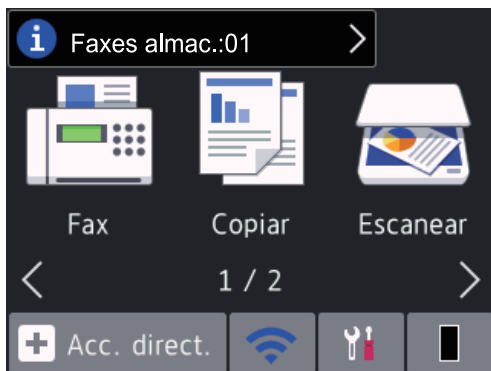 Faxes almac.:01
Fax Copiar Escanear
1 / 2
Acc. direct.